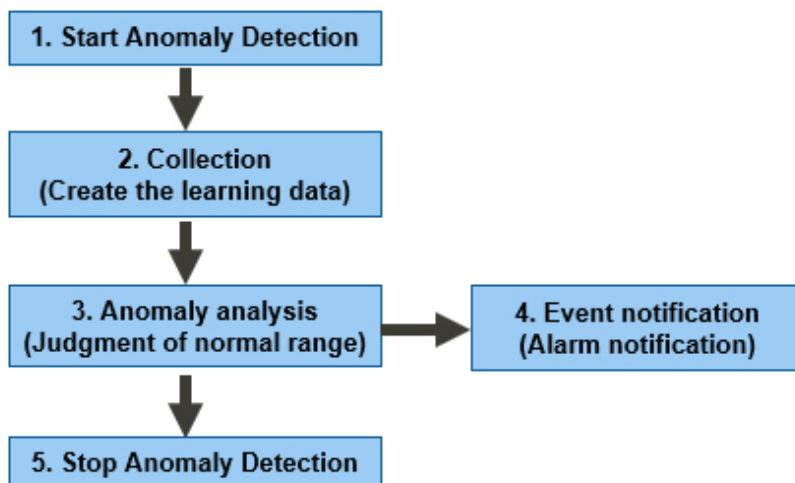 1. Start Anomaly Detection
2. Collection
(Create the learning data)
3. Anomaly analysis
(Judgment of normal range)
4. Event notification
(Alarm notification)
5. Stop Anomaly Detection